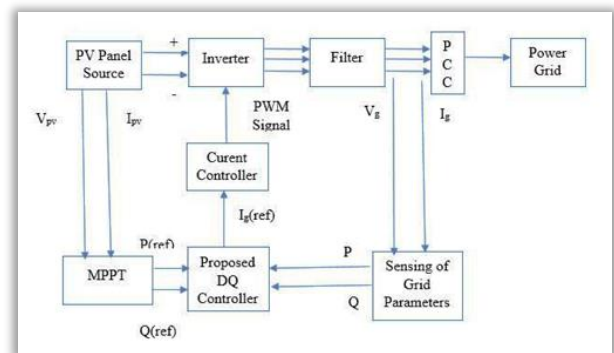 PV Panel
Source
+
-
Inverter
Filter
P
C
C
Power
Grid
Vpv
Ipv
PWM
Signal
Vg
Ig
Curent
Controller
Ig(ref)
P(ref)
MPPT
Proposed
DQ
Controller
P
Q
Sensing of
Grid
Parameters
Q(ref)